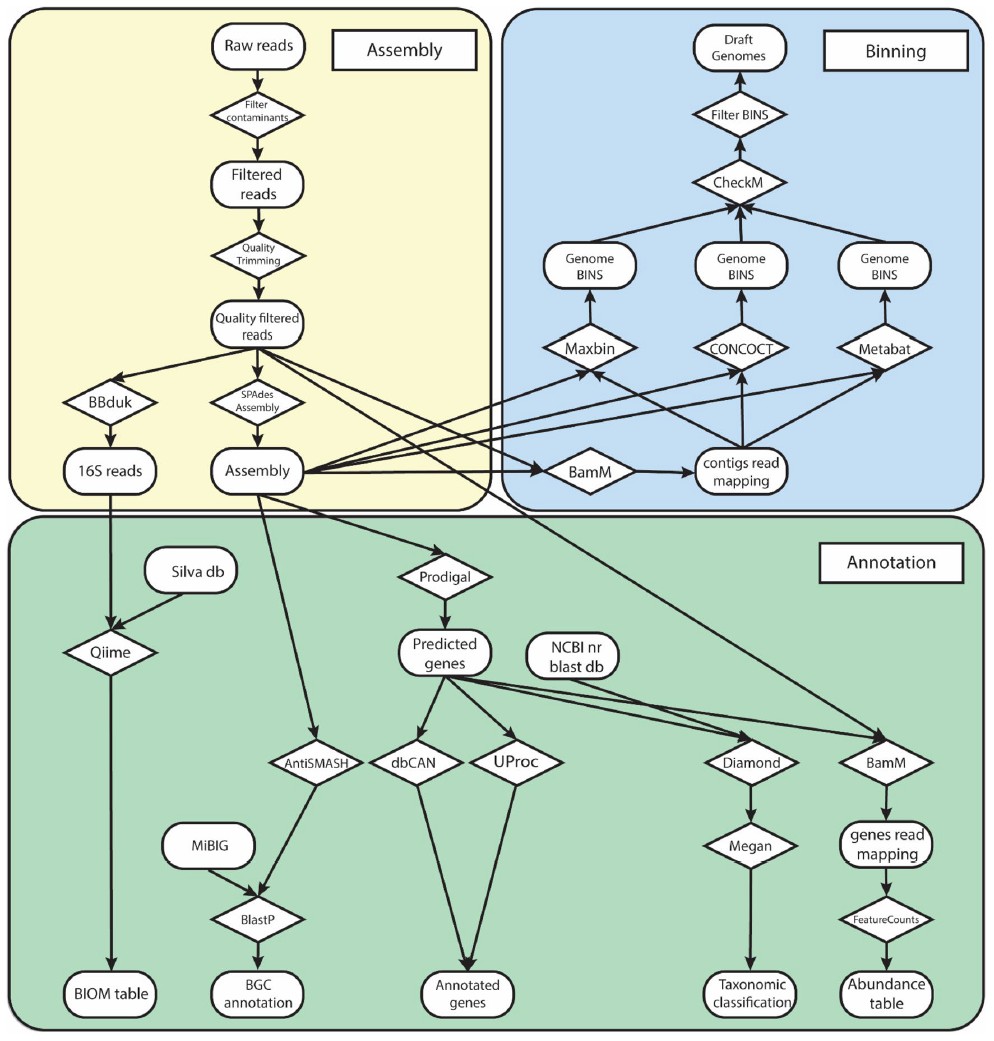 Raw reads
Assembly
Filter
contaminants
Filtered
reads
Quality
Trimming
Quality filtered
reads
BBduk
SPAdes
Assembly
16S reads
Assembly
Draft
Genomes
Binning
Filter BINS
CheckM
Genome
BINS
Genome
BINS
Genome
BINS
Maxbin
CONCOCT
Metabat
BamM
contigs read
mapping
Annotation
Silva db
Prodigal
Qiime
Predicted
genes
NCBI nr
blast db
AntiSMASH
dbCAN
UProc
Diamond
BamM
MiBIG
Megan
genes read
mapping
BlastP
FeatureCounts
BIOM table
BGC
annotation
Annotated
genes
Taxonomic
classification
Abundance
table